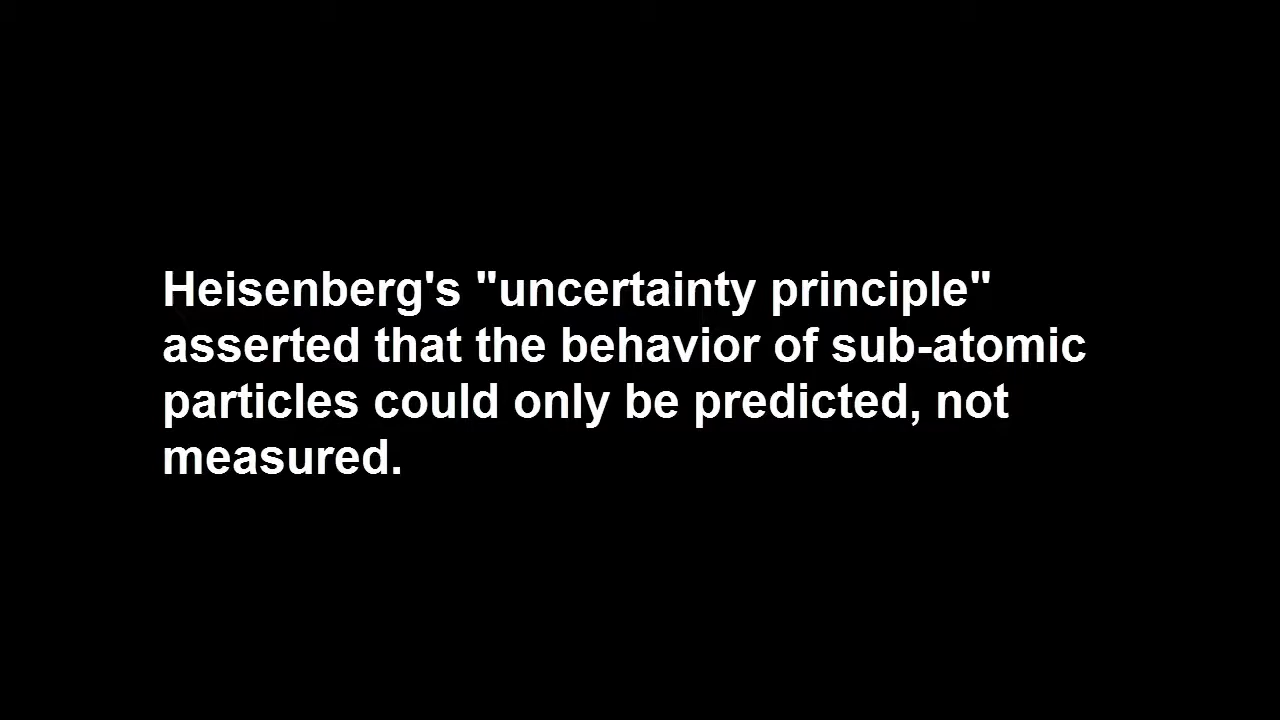 Heisenberg's "uncertainty principle"
asserted that the behavior of sub-atomic
particles could only be predicted, not
measured.